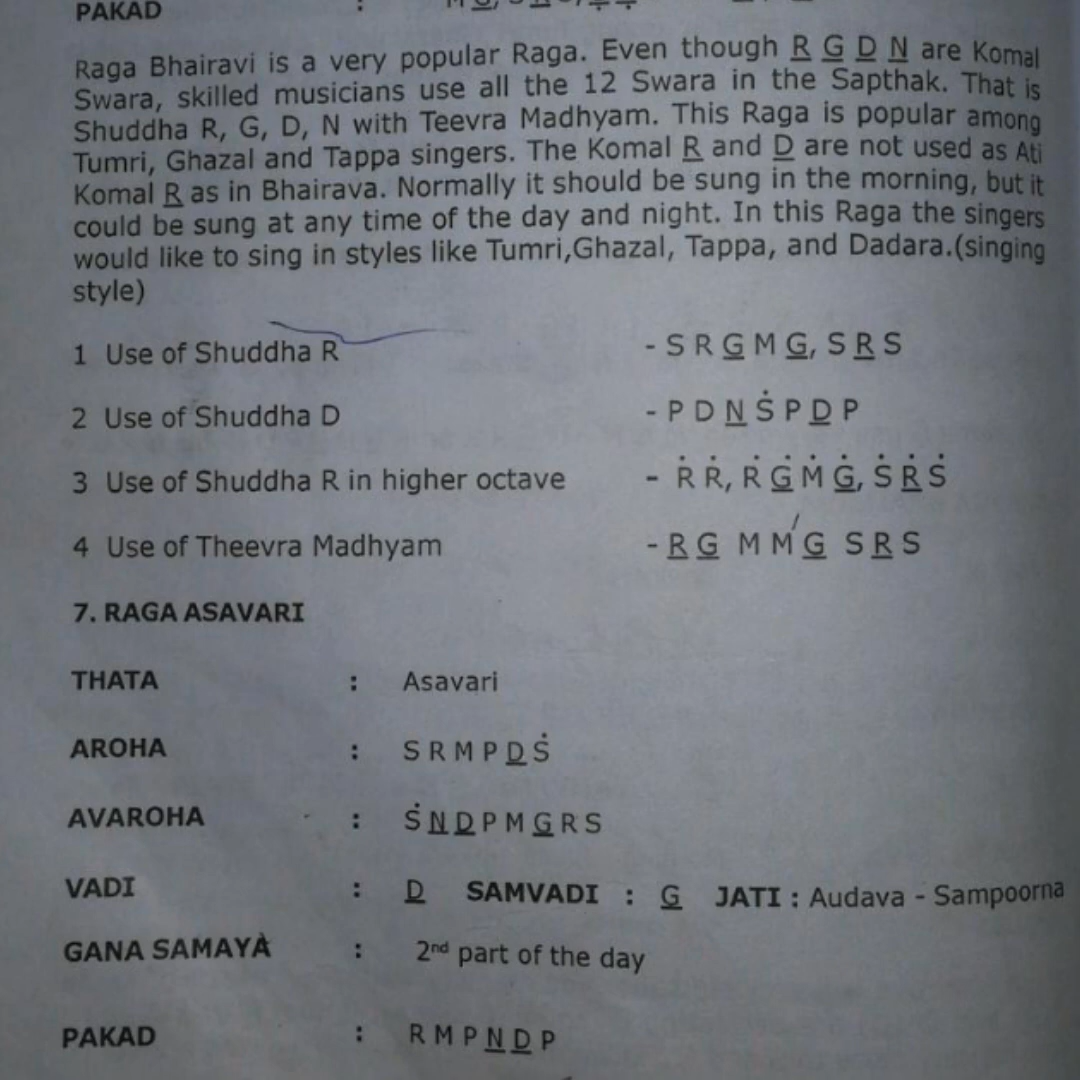 PAKAD :
Raga Bhairavi is a very popular Raga. Even though R̲ G̲ D̲ N̲ are Komal
Swara, skilled musicians use all the 12 Swara in the Sapthak. That is
Shuddha R, G, D, N with Teevra Madhyam. This Raga is popular among
Tumri, Ghazal and Tappa singers. The Komal R̲ and D̲ are not used as Ati
Komal R̲ as in Bhairava. Normally it should be sung in the morning, but it
could be sung at any time of the day and night. In this Raga the singers
would like to sing in styles like Tumri,Ghazal, Tappa, and Dadara.(singing
style)
1 Use of Shuddha R - S R G̲ M G̲, S R̲ S
2 Use of Shuddha D - P D N̲ Ṡ P D̲ P
3 Use of Shuddha R in higher octave - Ṙ Ṙ, Ṙ Ġ̲ Ṁ Ġ̲, Ṡ Ṙ̲ Ṡ
4 Use of Theevra Madhyam - R̲ G̲ M M̍ G̲ S R̲ S
7. RAGA ASAVARI
THATA : Asavari
AROHA : S R M P D̲ Ṡ
AVAROHA : Ṡ N̲ D̲ P M G̲ R S
VADI : D̲ SAMVADI : G̲ JATI : Audava - Sampoorna
GANA SAMAYA : 2nd part of the day
PAKAD : R M P N̲ D̲ P